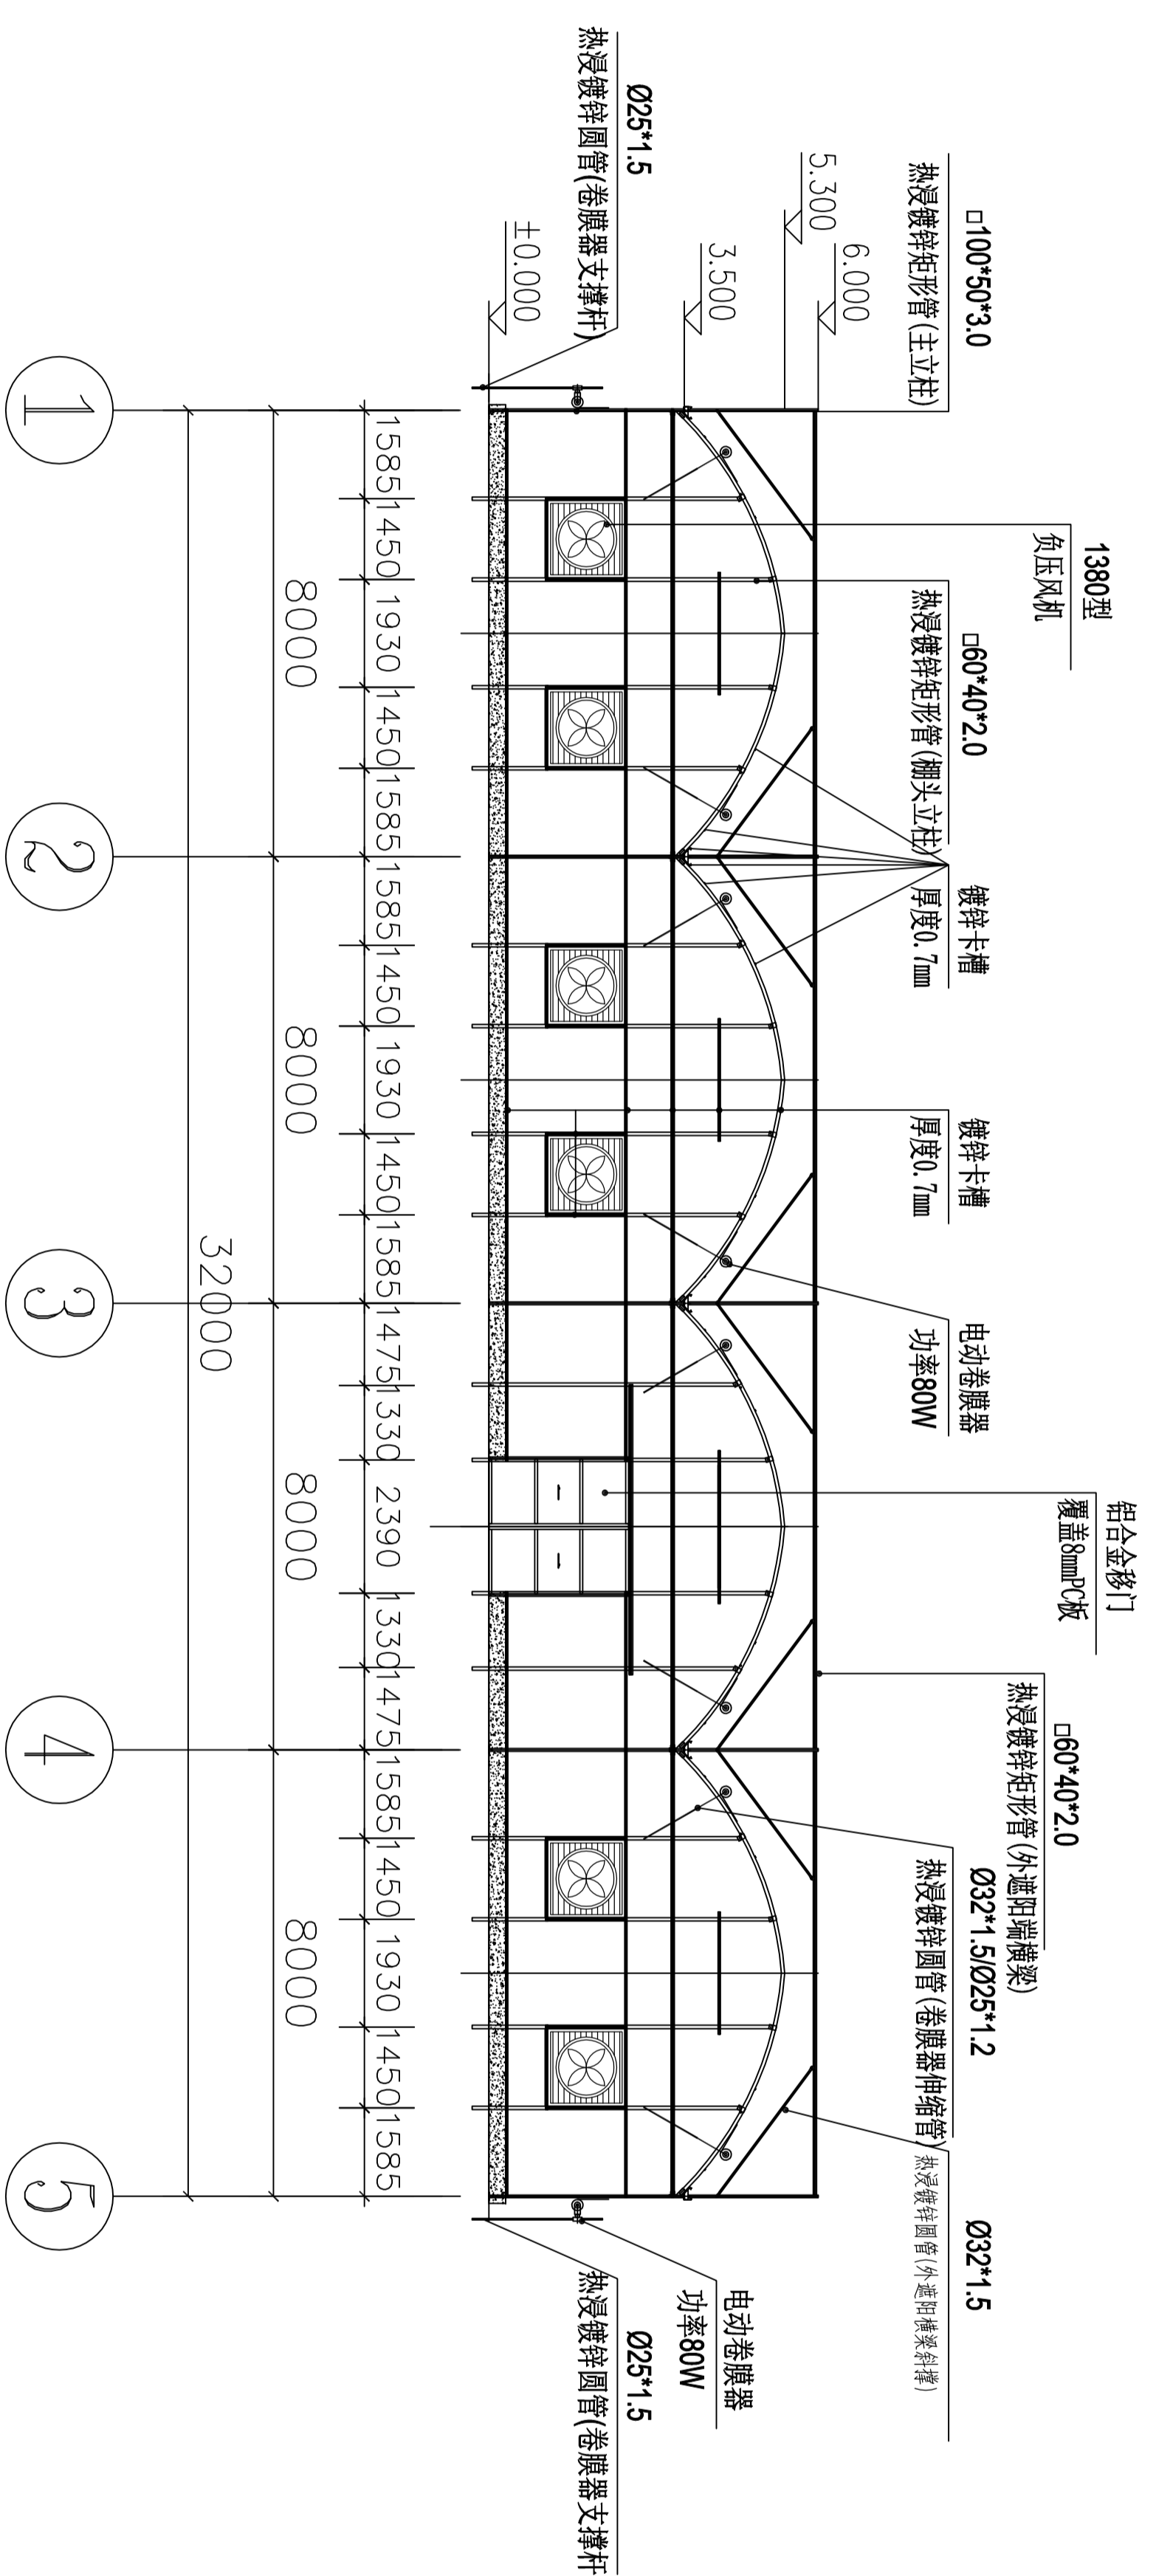 □100*50*3.0
热浸镀锌矩形管(主立柱)
6.000
5.300
3.500
±0.000
Ø25*1.5
热浸镀锌圆管(卷膜器支撑杆)
1380型
负压风机
□60*40*2.0
热浸镀锌矩形管(棚头立柱)
镀锌卡槽
厚度0.7mm
镀锌卡槽
厚度0.7mm
电动卷膜器
功率80W
铝合金移门
覆盖8mmPC板
□60*40*2.0
热浸镀锌矩形管(外遮阳端横梁)
Ø32*1.5/Ø25*1.2
热浸镀锌圆管(卷膜器伸缩管)
Ø32*1.5
热浸镀锌圆管(外遮阳横梁斜撑)
电动卷膜器
功率80W
Ø25*1.5
热浸镀锌圆管(卷膜器支撑杆
1585 1450 1930 1450 1585 1585 1450 1930 1450 1585 1475 1330 2390 1330 1475 1585 1450 1930 1450 1585
8000 8000 8000 8000
32000
1 2 3 4 5